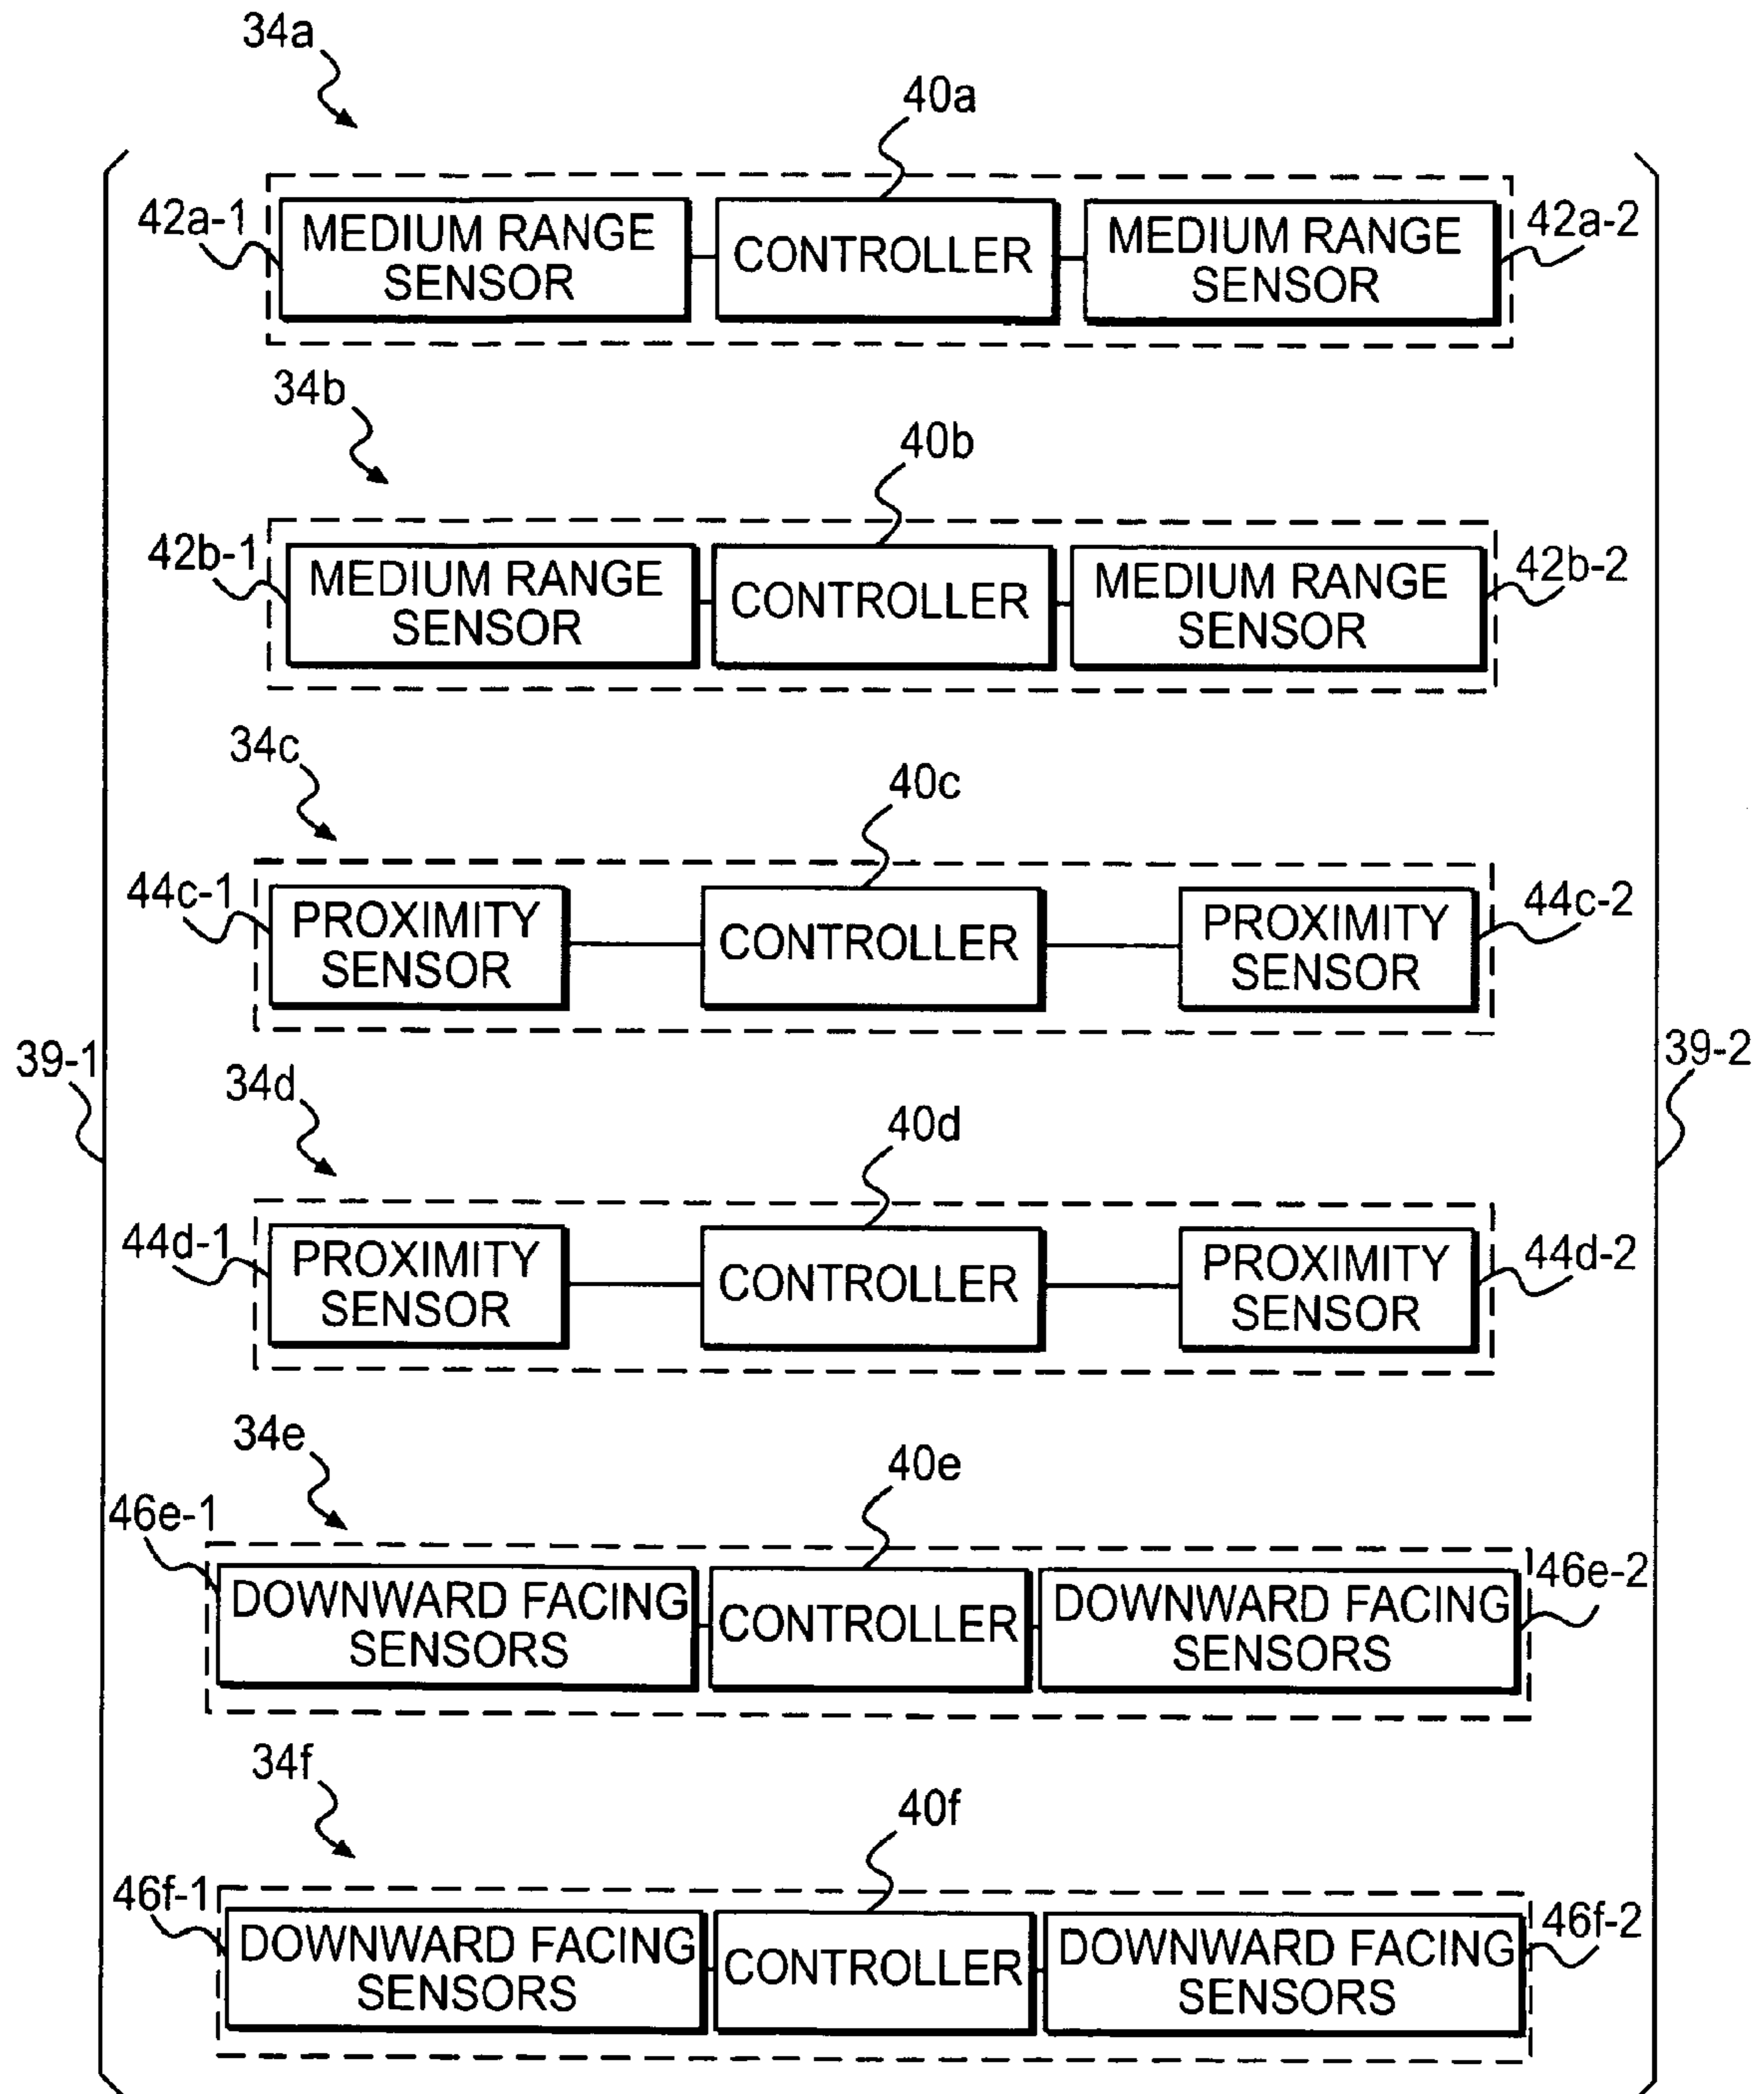 34a
40a
42a-1
MEDIUM RANGE
SENSOR
CONTROLLER
MEDIUM RANGE
SENSOR
42a-2
34b
40b
42b-1
MEDIUM RANGE
SENSOR
CONTROLLER
MEDIUM RANGE
SENSOR
42b-2
34c
40c
44c-1
PROXIMITY
SENSOR
CONTROLLER
PROXIMITY
SENSOR
44c-2
39-1
39-2
34d
40d
44d-1
PROXIMITY
SENSOR
CONTROLLER
PROXIMITY
SENSOR
44d-2
34e
40e
46e-1
DOWNWARD FACING
SENSORS
CONTROLLER
DOWNWARD FACING
SENSORS
46e-2
34f
40f
46f-1
DOWNWARD FACING
SENSORS
CONTROLLER
DOWNWARD FACING
SENSORS
46f-2